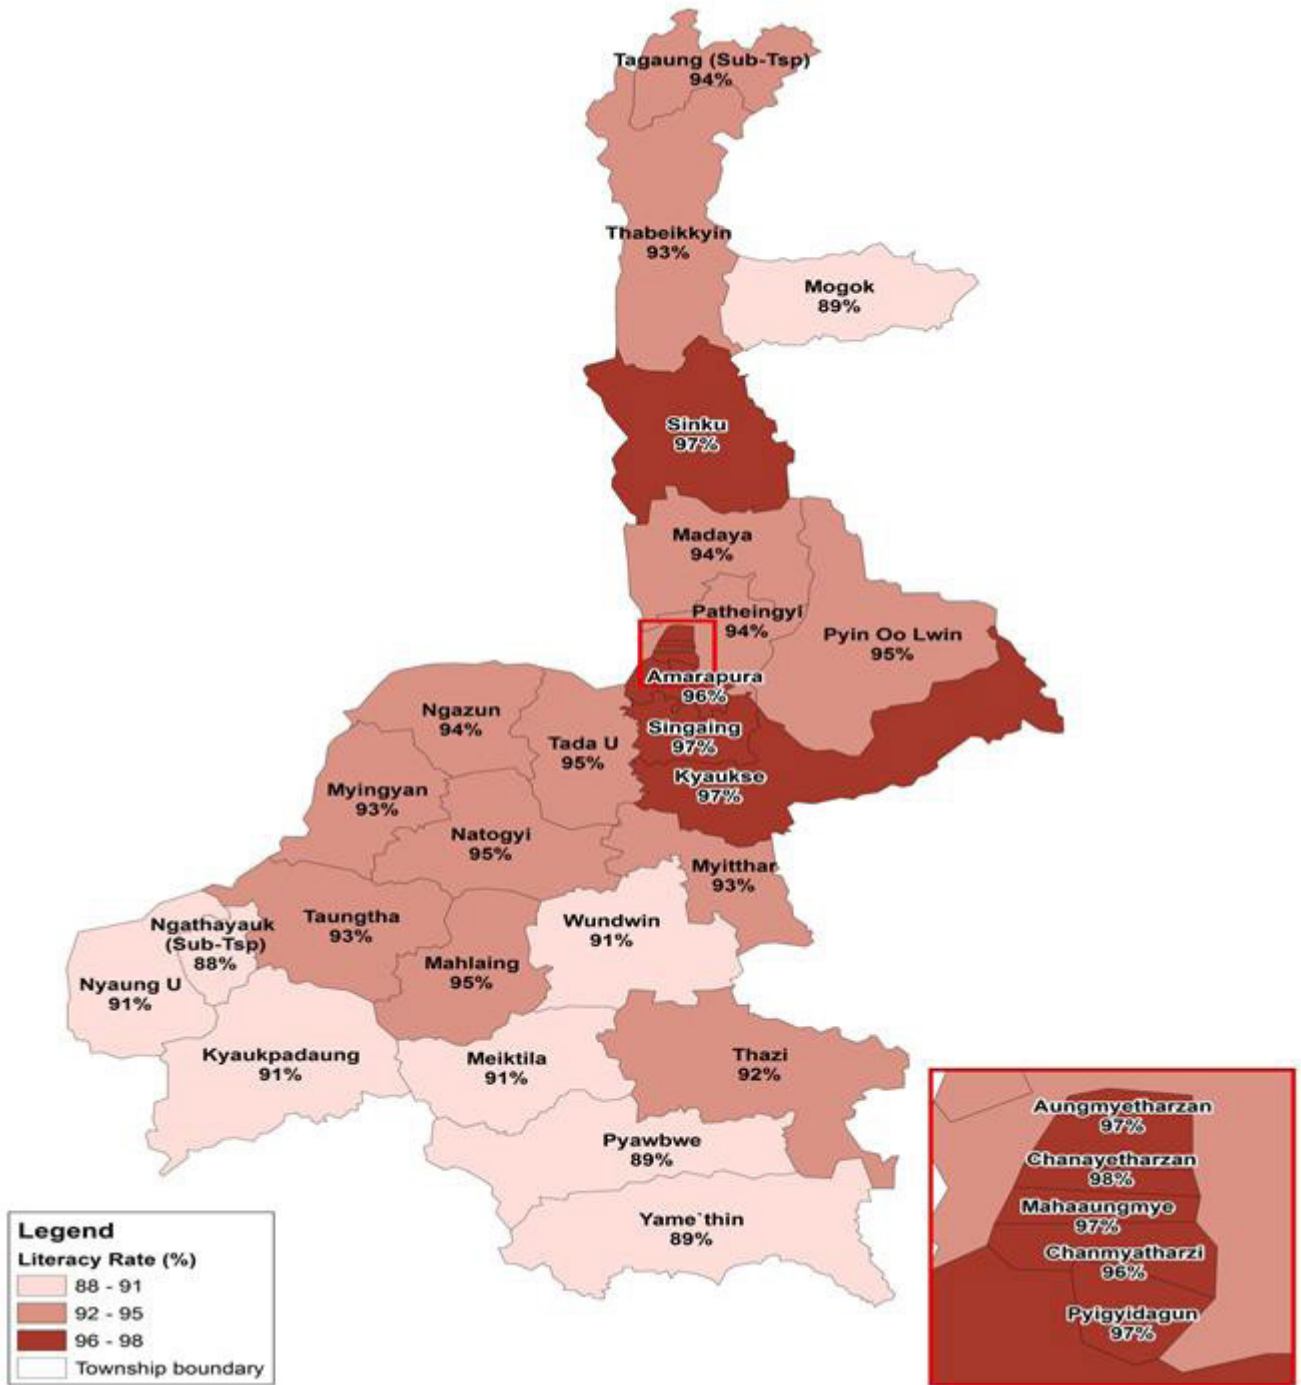 Tagaung (Sub-Tsp)
94%
Thabeikkyin
93%
Mogok
89%
Sinku
97%
Madaya
94%
Patheingyi
94%
Pyin Oo Lwin
95%
Amarapura
96%
Ngazun
94%
Tada U
95%
Singaing
97%
Kyaukse
97%
Myingyan
93%
Natogyi
95%
Myitthar
93%
Taungtha
93%
Wundwin
91%
Ngathayauk
(Sub-Tsp)
88%
Mahlaing
95%
Nyaung U
91%
Kyaukpadaung
91%
Meiktila
91%
Thazi
92%
Pyawbwe
89%
Yame`thin
89%
Aungmyetharzan
97%
Chanayetharzan
98%
Mahaaungmye
97%
Chanmyatharzi
96%
Pyigyidagun
97%
Legend
Literacy Rate (%)
88 - 91
92 - 95
96 - 98
Township boundary